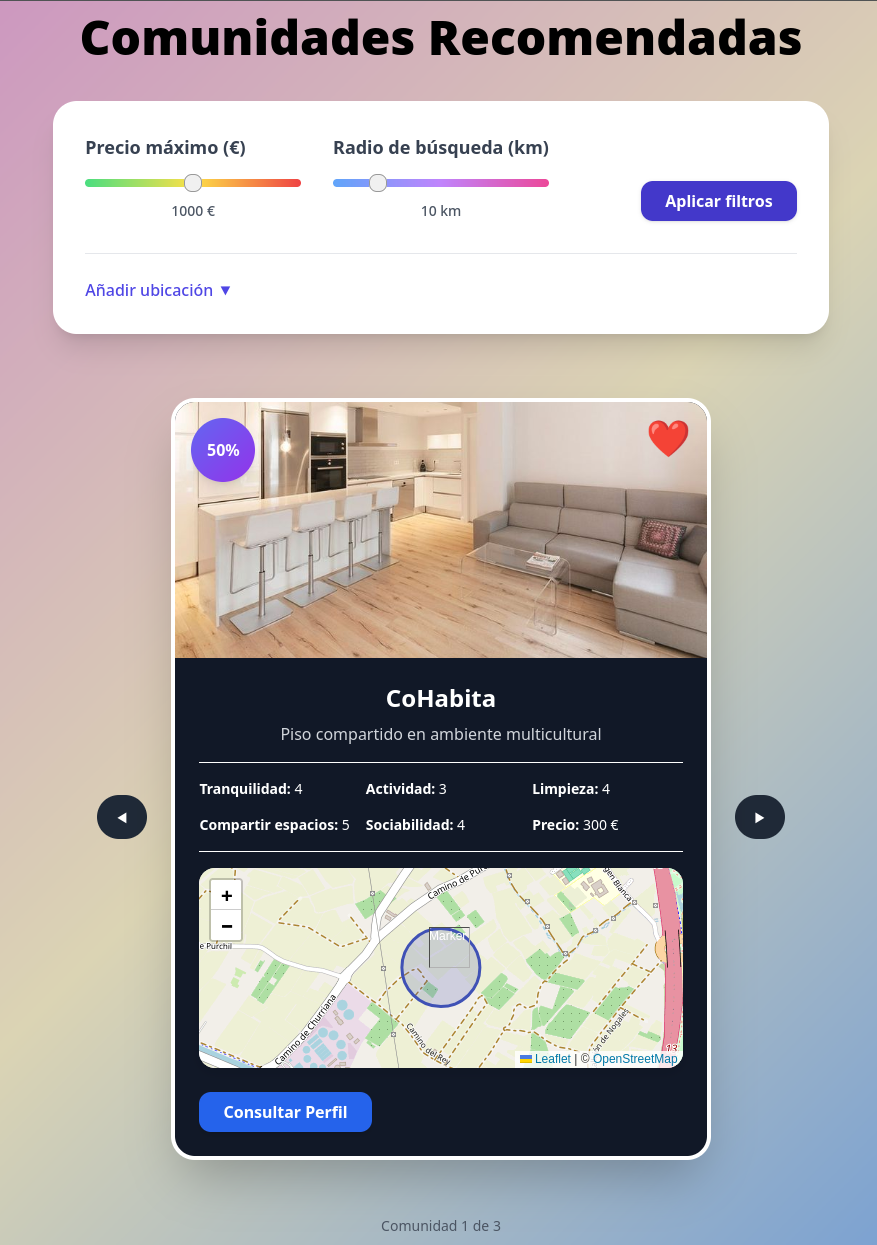 Comunidades Recomendadas
Precio máximo (€)
Radio de búsqueda (km)
1000 €
10 km
Aplicar filtros
Añadir ubicación ▼
50%
CoHabita
Piso compartido en ambiente multicultural
Tranquilidad: 4
Actividad: 3
Limpieza: 4
Compartir espacios: 5
Sociabilidad: 4
Precio: 300 €
◀
▶
+
−
Camino de Pur
gen Blanca
Marker
e Purchil
Camino de Churriana
Camino del Rey
on de Nogales
13
Leaflet | © OpenStreetMap
Consultar Perfil
Comunidad 1 de 3